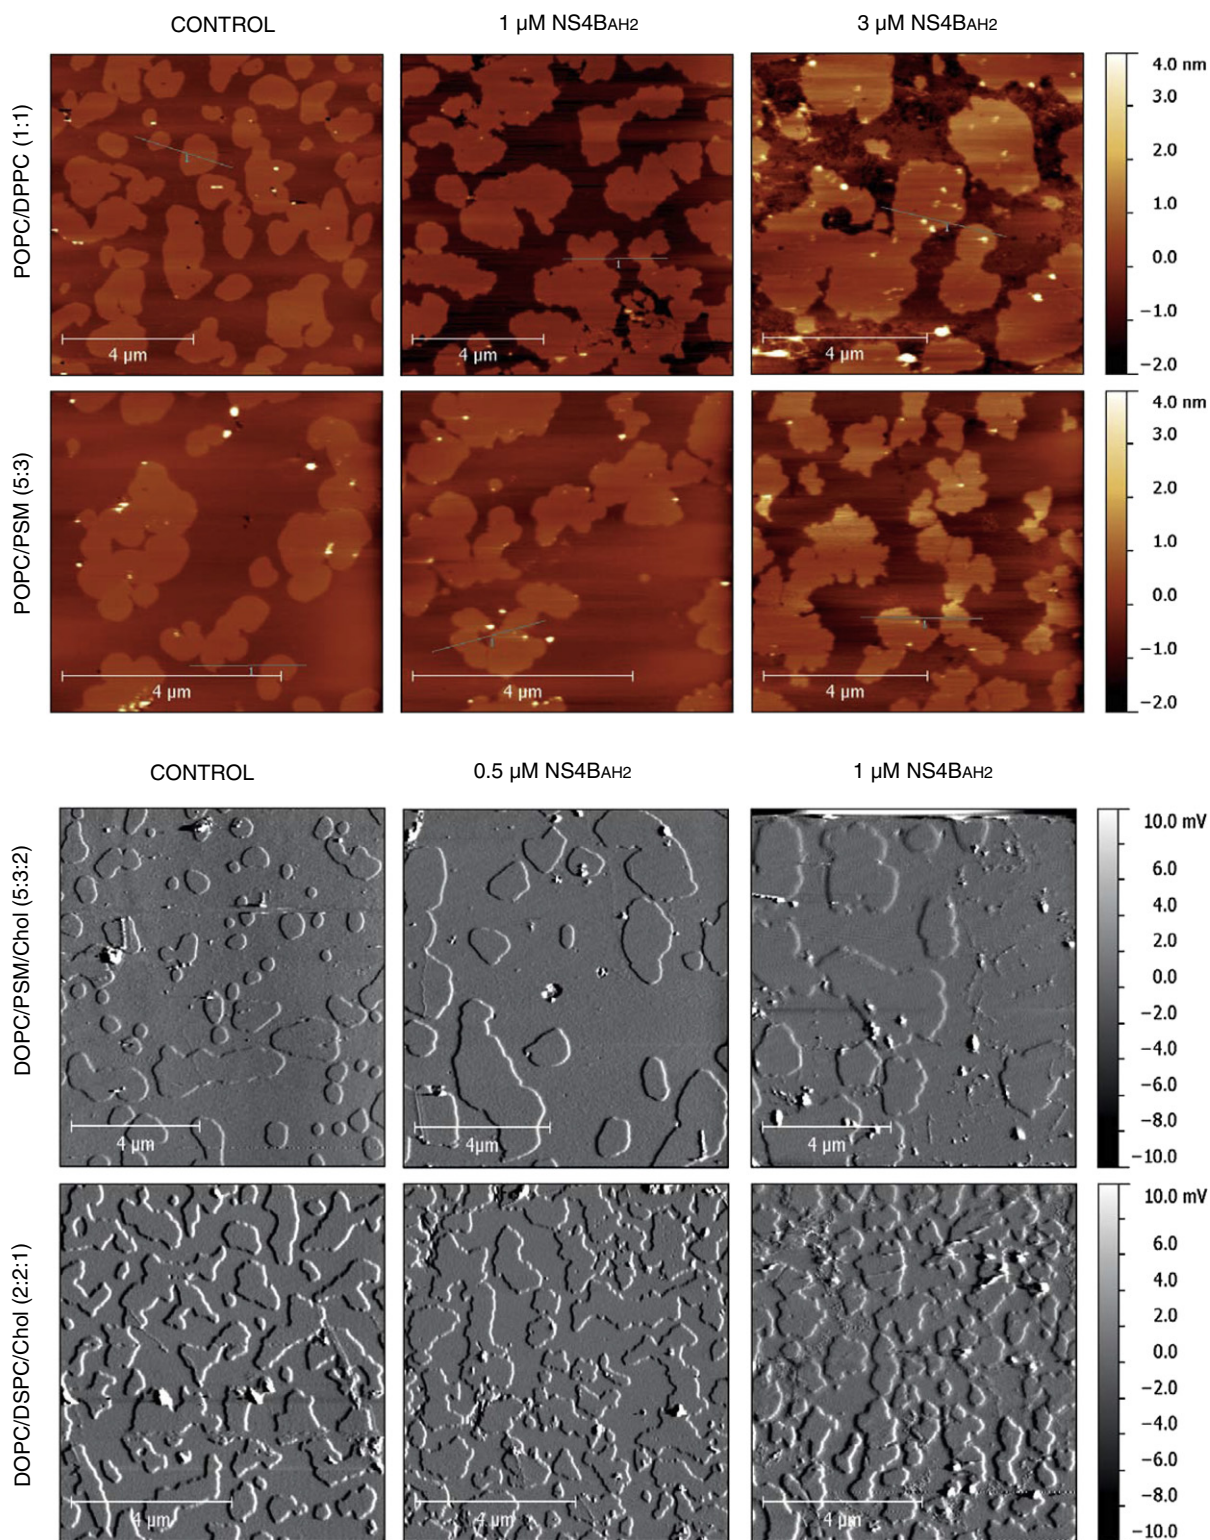 CONTROL 1 µM NS4BAH2 3 µM NS4BAH2
POPC/DPPC (1:1)
1
4 µm
1
4 µm
1
4 µm
4.0 nm
3.0
2.0
1.0
0.0
−1.0
−2.0
POPC/PSM (5:3)
1
4 µm
1
4 µm
1
4 µm
4.0 nm
3.0
2.0
1.0
0.0
−1.0
−2.0
CONTROL 0.5 µM NS4BAH2 1 µM NS4BAH2
DOPC/PSM/Chol (5:3:2)
4 µm
4µm
4 µm
10.0 mV
6.0
4.0
2.0
0.0
−2.0
−4.0
−6.0
−8.0
−10.0
DOPC/DSPC/Chol (2:2:1)
4 µm
4 µm
4 µm
10.0 mV
6.0
4.0
2.0
0.0
−2.0
−4.0
−6.0
−8.0
−10.0